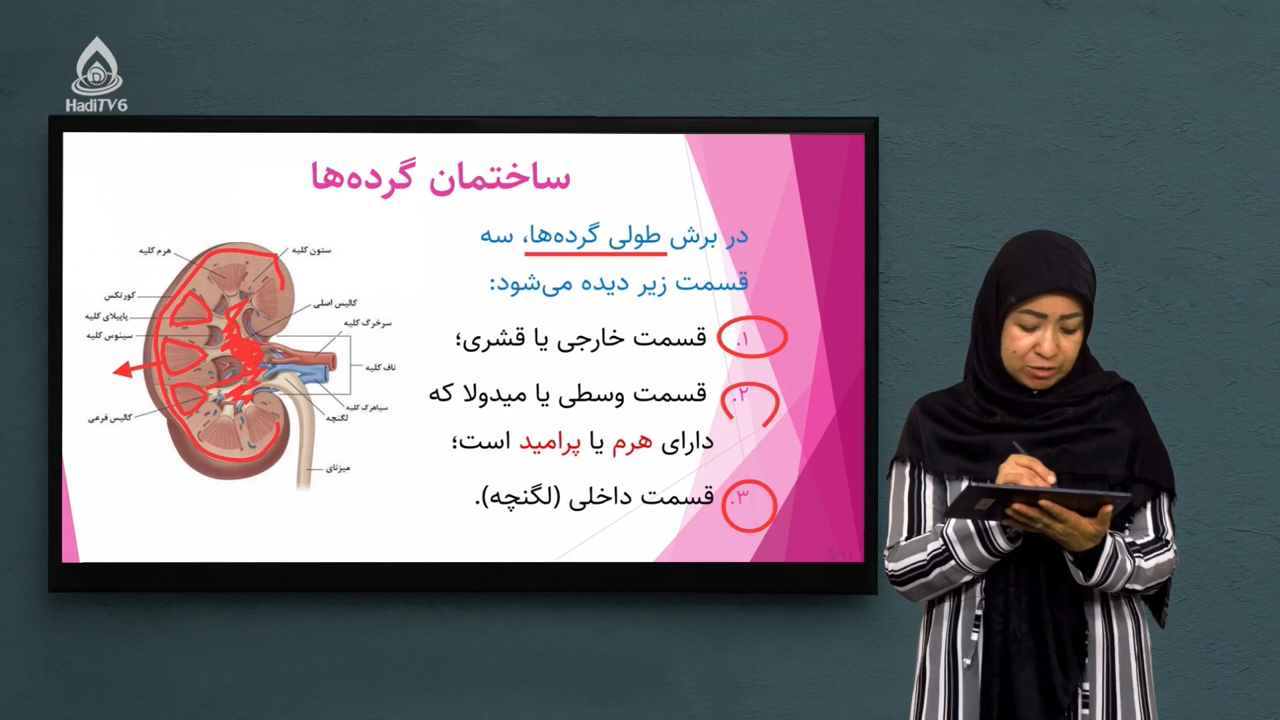 HadiTV6
ساختمان گرده‌ها
در برش طولی گرده‌ها، سه
قسمت زیر دیده می‌شود:
۱. قسمت خارجی یا قشری؛
۲. قسمت وسطی یا میدولا که
دارای هرم یا پرامید است؛
۳. قسمت داخلی (لگنچه).
ستون کلیه
هرم کلیه
کورتکس
کالیس اصلی
پاپیلای کلیه
سرخرگ کلیه
سینوس کلیه
ناف کلیه
سیاهرگ کلیه
کالیس فرعی
لگنچه
میزنای